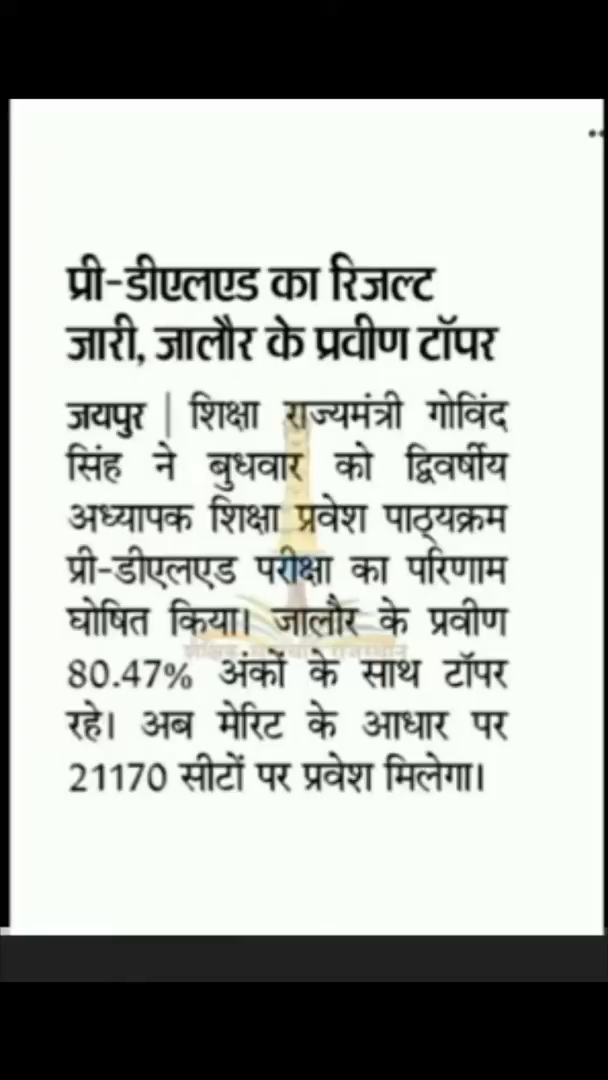 प्री-डीएलएड का रिजल्ट
जारी, जालौर के प्रवीण टॉपर
जयपुर | शिक्षा राज्यमंत्री गोविंद
सिंह ने बुधवार को द्विवर्षीय
अध्यापक शिक्षा प्रवेश पाठ्यक्रम
प्री-डीएलएड परीक्षा का परिणाम
घोषित किया। जालौर के प्रवीण
80.47% अंकों के साथ टॉपर
रहे। अब मेरिट के आधार पर
21170 सीटों पर प्रवेश मिलेगा।